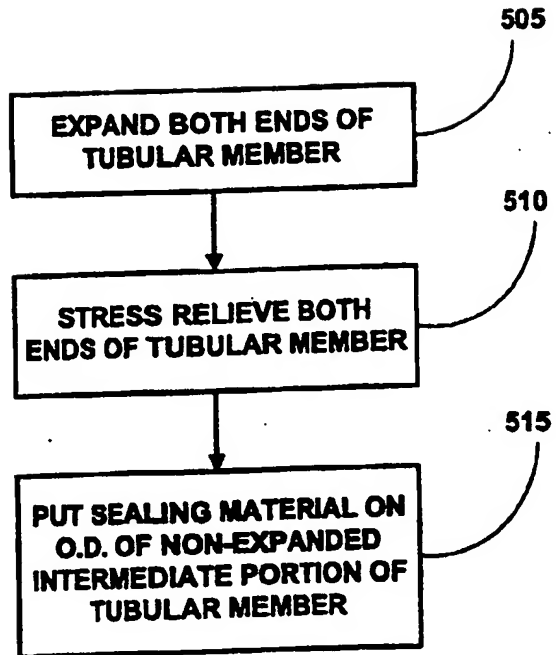 505
EXPAND BOTH ENDS OF
TUBULAR MEMBER
510
STRESS RELIEVE BOTH
ENDS OF TUBULAR MEMBER
515
PUT SEALING MATERIAL ON
O.D. OF NON-EXPANDED
INTERMEDIATE PORTION OF
TUBULAR MEMBER